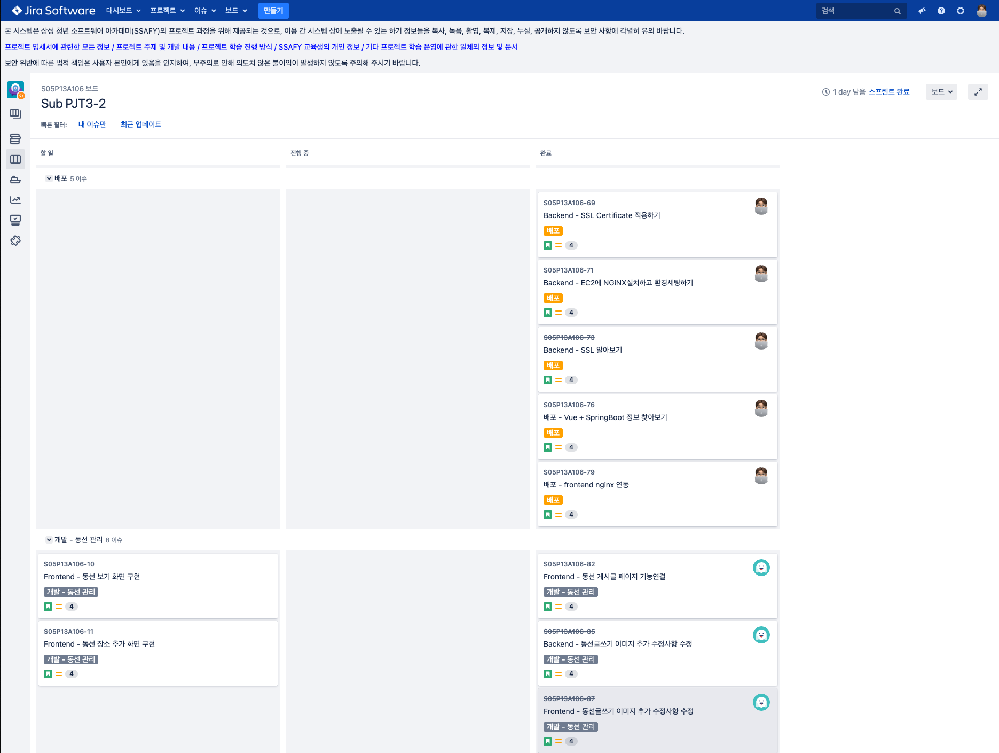 Jira Software 대시보드 프로젝트 이슈 보드 만들기 검색
본 시스템은 삼성 청년 소프트웨어 아카데미(SSAFY)의 프로젝트 과정을 위해 제공되는 것으로, 이용 간 시스템 상에 노출될 수 있는 하기 정보들을 복사, 녹음, 촬영, 복제, 저장, 누설, 공개하지 않도록 보안 사항에 각별히 유의 바랍니다.
프로젝트 명세서에 관련한 모든 정보 / 프로젝트 주제 및 개발 내용 / 프로젝트 학습 진행 방식 / SSAFY 교육생의 개인 정보 / 기타 프로젝트 학습 운영에 관한 일체의 정보 및 문서
보안 위반에 따른 법적 책임은 사용자 본인에게 있음을 인지하여, 부주의로 인해 의도치 않은 불이익이 발생하지 않도록 주의해 주시기 바랍니다.
S05P13A106 보드
Sub PJT3-2
1 day 남음 스프린트 완료 보드
빠른 필터: 내 이슈만 최근 업데이트
할 일 진행 중 완료
배포 5 이슈
S05P13A106-69
Backend - SSL Certificate 적용하기
배포
4
S05P13A106-71
Backend - EC2에 NGiNX설치하고 환경세팅하기
배포
4
S05P13A106-73
Backend - SSL 알아보기
배포
4
S05P13A106-76
배포 - Vue + SpringBoot 정보 찾아보기
배포
4
S05P13A106-79
배포 - frontend nginx 연동
배포
4
개발 - 동선 관리 8 이슈
S05P13A106-10
Frontend - 동선 보기 화면 구현
개발 - 동선 관리
4
S05P13A106-11
Frontend - 동선 장소 추가 화면 구현
개발 - 동선 관리
4
S05P13A106-82
Frontend - 동선 게시글 페이지 기능연결
개발 - 동선 관리
4
S05P13A106-85
Backend - 동선글쓰기 이미지 추가 수정사항 수정
개발 - 동선 관리
4
S05P13A106-87
Frontend - 동선글쓰기 이미지 추가 수정사항 수정
개발 - 동선 관리
4